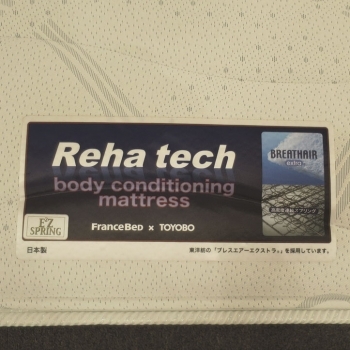 Reha tech
body conditioning
mattress
FranceBeD × TOYOBO
BREATHAIR
extra
F*Z
SPRING
日本製
東洋紡の「ブレスエアーエクストラ®」を採用しています。